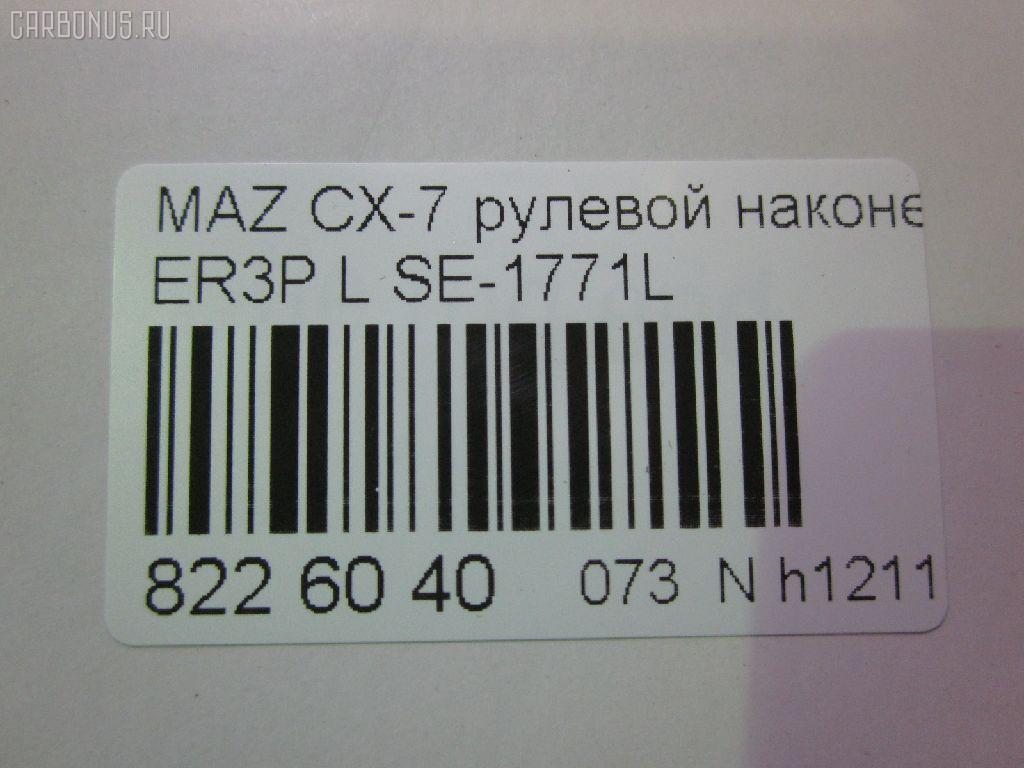 CARBONUS.RU
MAZ CX-7 рулевой наконе
ER3P L SE-1771L
822 60 40 073 N h1211